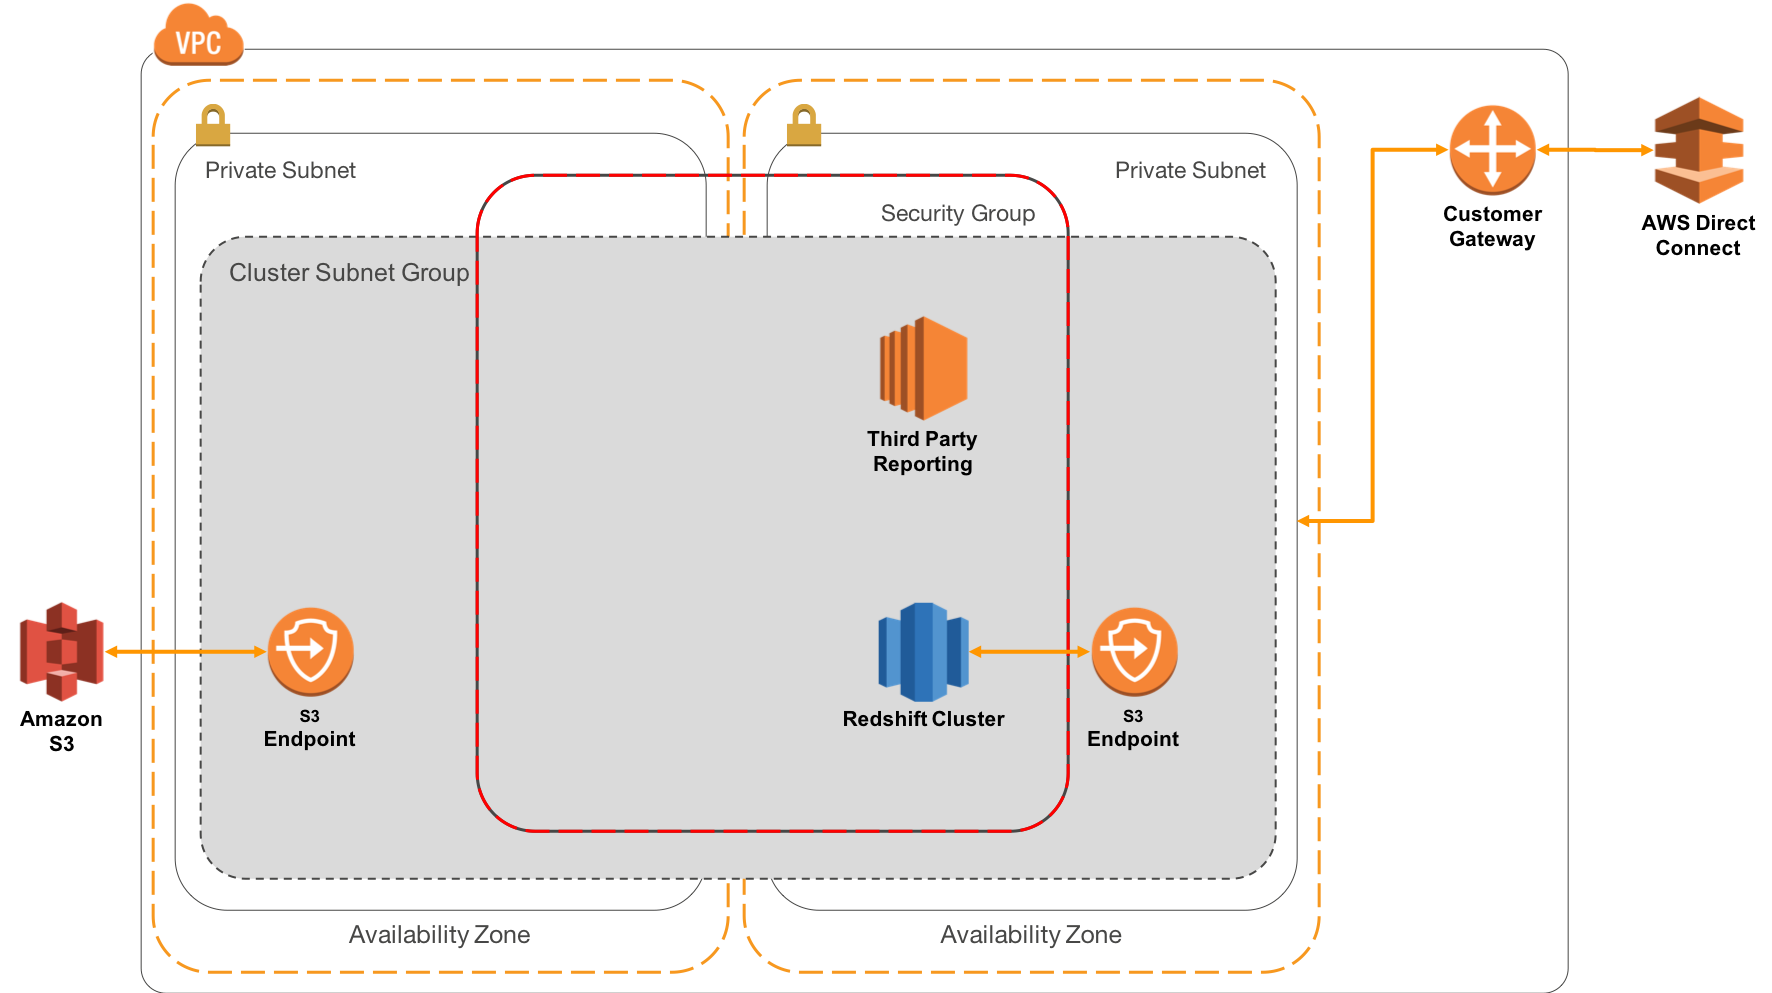 VPC
Private Subnet
Private Subnet
Security Group
Customer
Gateway
AWS Direct
Connect
Cluster Subnet Group
Third Party
Reporting
Amazon
S3
S3
Endpoint
Redshift Cluster
S3
Endpoint
Availability Zone
Availability Zone